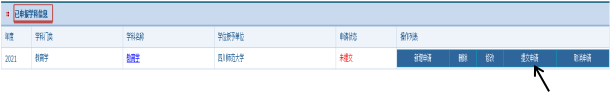 已申报学科信息
年度 学科门类 学科名称 学位授予单位 申请状态 操作列表
2021 教育学 教育学 四川师范大学 未提交 新增申请 删除 修改 提交申请 取消申请